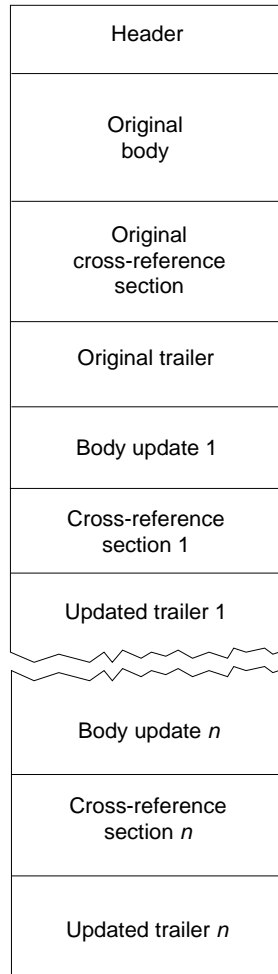 Header
Original
body
Original
cross-reference
section
Original trailer
Body update 1
Cross-reference
section 1
Updated trailer 1
Body update n
Cross-reference
section n
Updated trailer n